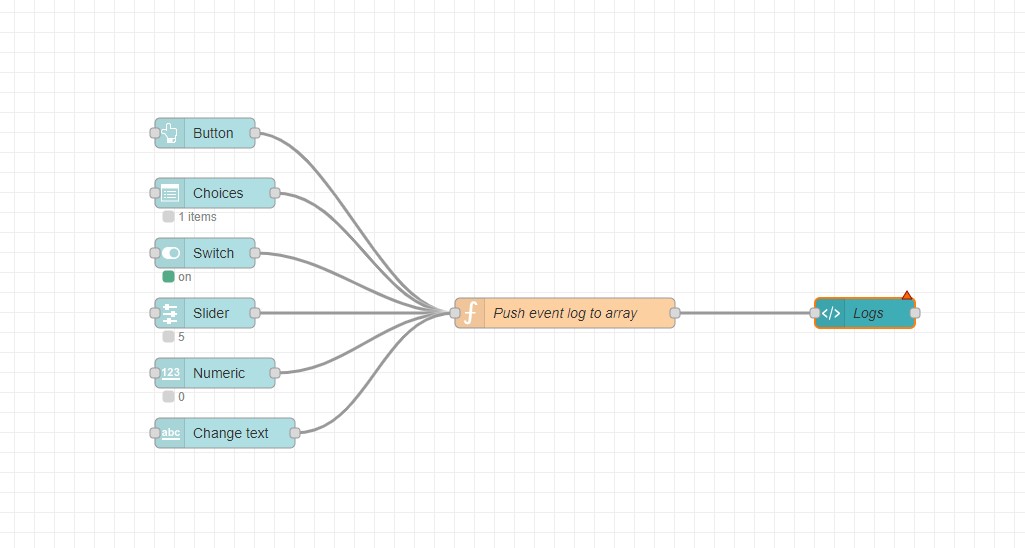 Button
Choices
1 items
Switch
on
Slider
5
123
Numeric
0
abc
Change text
Push event log to array
</> Logs